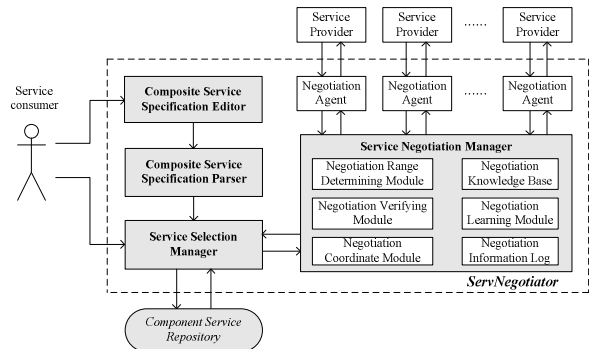 Service
Provider
Service
Provider
......
Service
Provider
Service
consumer
Composite Service
Specification Editor
Negotiation
Agent
Negotiation
Agent
......
Negotiation
Agent
Composite Service
Specification Parser
Service Negotiation Manager
Negotiation Range
Determining Module
Negotiation
Knowledge Base
Negotiation Verifying
Module
Negotiation
Learning Module
Negotiation
Coordinate Module
Negotiation
Information Log
Service Selection
Manager
ServNegotiator
Component Service
Repository